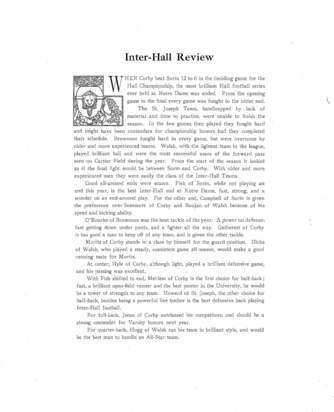 Inter-Hall Review
WHEN Corby beat Sorin 12 to 6 in the deciding game for the
Hall Championship, the most brilliant Hall football series
ever held at Notre Dame was ended. From the opening
game to the final every game was fought to the bitter end.
The St. Joseph Team, handicapped by lack of
material and time to practice, were unable to finish the
season. In the few games they played they fought hard
and might have been contenders for championship honors had they completed
their schedule. Brownson fought hard in every game, but were overcome by
older and more experienced teams. Walsh, with the lightest team in the league,
played brilliant ball and were the most successful users of the forward pass
seen on Cartier Field during the year. From the start of the season it looked
as if the final fight would be between Sorin and Corby. With older and more
experienced men they were easily the class of the Inter-Hall Teams.
Good all-around ends were scarce. Fish of Sorin, while not playing an
end this year, is the best Inter-Hall end at Notre Dame, fast, strong, and a
wonder on an end-around play. For the other end, Campbell of Sorin is given
the preference over Sommers of Corby and Soujan of Walsh because of his
speed and kicking ability.
O'Rourke of Brownson was the best tackle of the year. A power on defense,
fast getting down under punts, and a fighter all the way. Gefheeret of Corby
is too good a man to keep off of any team, and is given the other tackle.
Moritz of Corby stands in a class by himself for the guard position. Hicks
of Walsh, who played a steady, consistent game all season, would make a good
running mate for Moritz.
At center, Hyle of Corby, although light, played a brilliant defensive game,
and his passing was excellent.
With Fish shifted to end, Mettlen of Corby is the first choice for half-back;
fast, a brilliant open-field runner and the best punter in the University, he would
be a tower of strength to any team. Howard of St. Joseph, the other choice for
half-back, besides being a powerful line bucker is the best defensive back playing
Inter-Hall football.
For full-back, Jones of Corby outclassed his competitors, and should be a
strong contender for Varsity honors next year.
For quarter-back, Hogg of Walsh ran his team in brilliant style, and would
be the best man to handle an All-Star team.